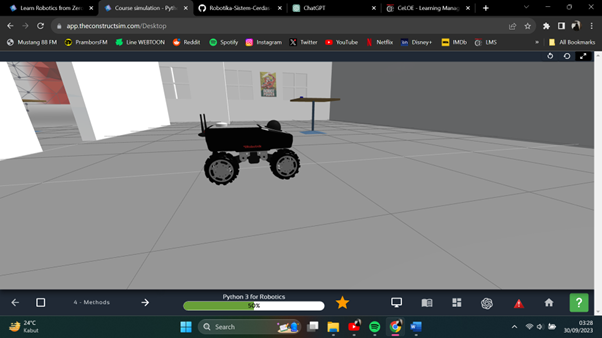 Learn Robotics from Zer
Course simulation - Pyth
Robotika-Sistem-Cerdas
ChatGPT
CeLOE - Learning Manag
app.theconstructsim.com/Desktop
Mustang 88 FM
PrambonsFM
Line WEBTOON
Reddit
Spotify
Instagram
Twitter
YouTube
Netflix
Disney+
IMDb
LMS
All Bookmarks
4 - Methods
Python 3 for Robotics
50%
24°C
Kabut
Search
03:28
30/09/2023